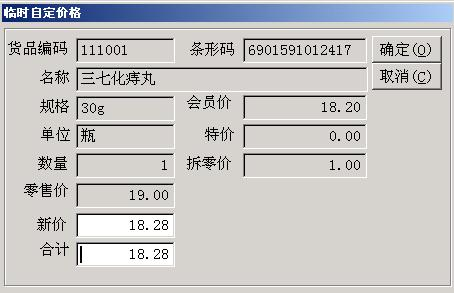 临时自定价格
货品编码 111001 条形码 6901591012417 确定(O)
名称 三七化痔丸 取消(C)
规格 30g 会员价 18.20
单位 瓶 特价 0.00
数量 1 拆零价 1.00
零售价 19.00
新价 18.28
合计 18.28